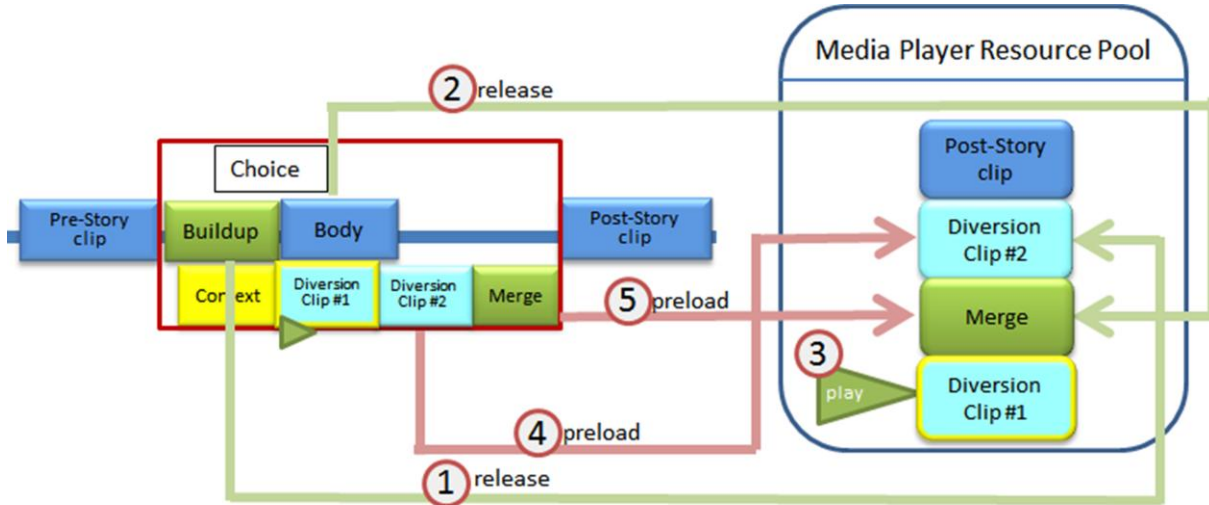 Media Player Resource Pool
2 release
Choice
Post-Story
clip
Pre-Story
clip
Buildup
Body
Post-Story
clip
Diversion
Clip #2
Context
Diversion
Clip #1
Diversion
Clip #2
Merge
5 preload
Merge
3
play
Diversion
Clip #1
4 preload
1 release